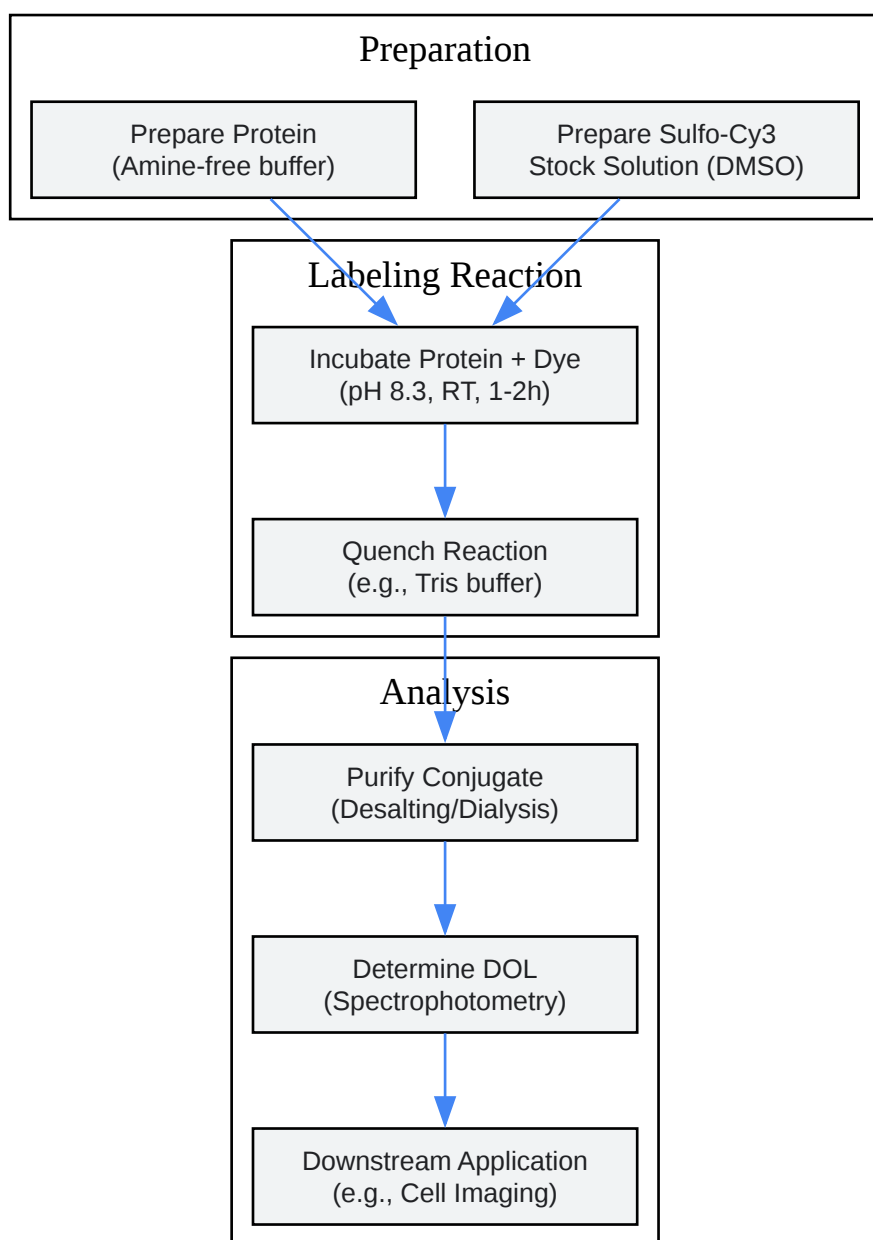 Preparation
Prepare Protein
(Amine-free buffer)
Prepare Sulfo-Cy3
Stock Solution (DMSO)
Labeling Reaction
Incubate Protein + Dye
(pH 8.3, RT, 1-2h)
Quench Reaction
(e.g., Tris buffer)
Analysis
Purify Conjugate
(Desalting/Dialysis)
Determine DOL
(Spectrophotometry)
Downstream Application
(e.g., Cell Imaging)